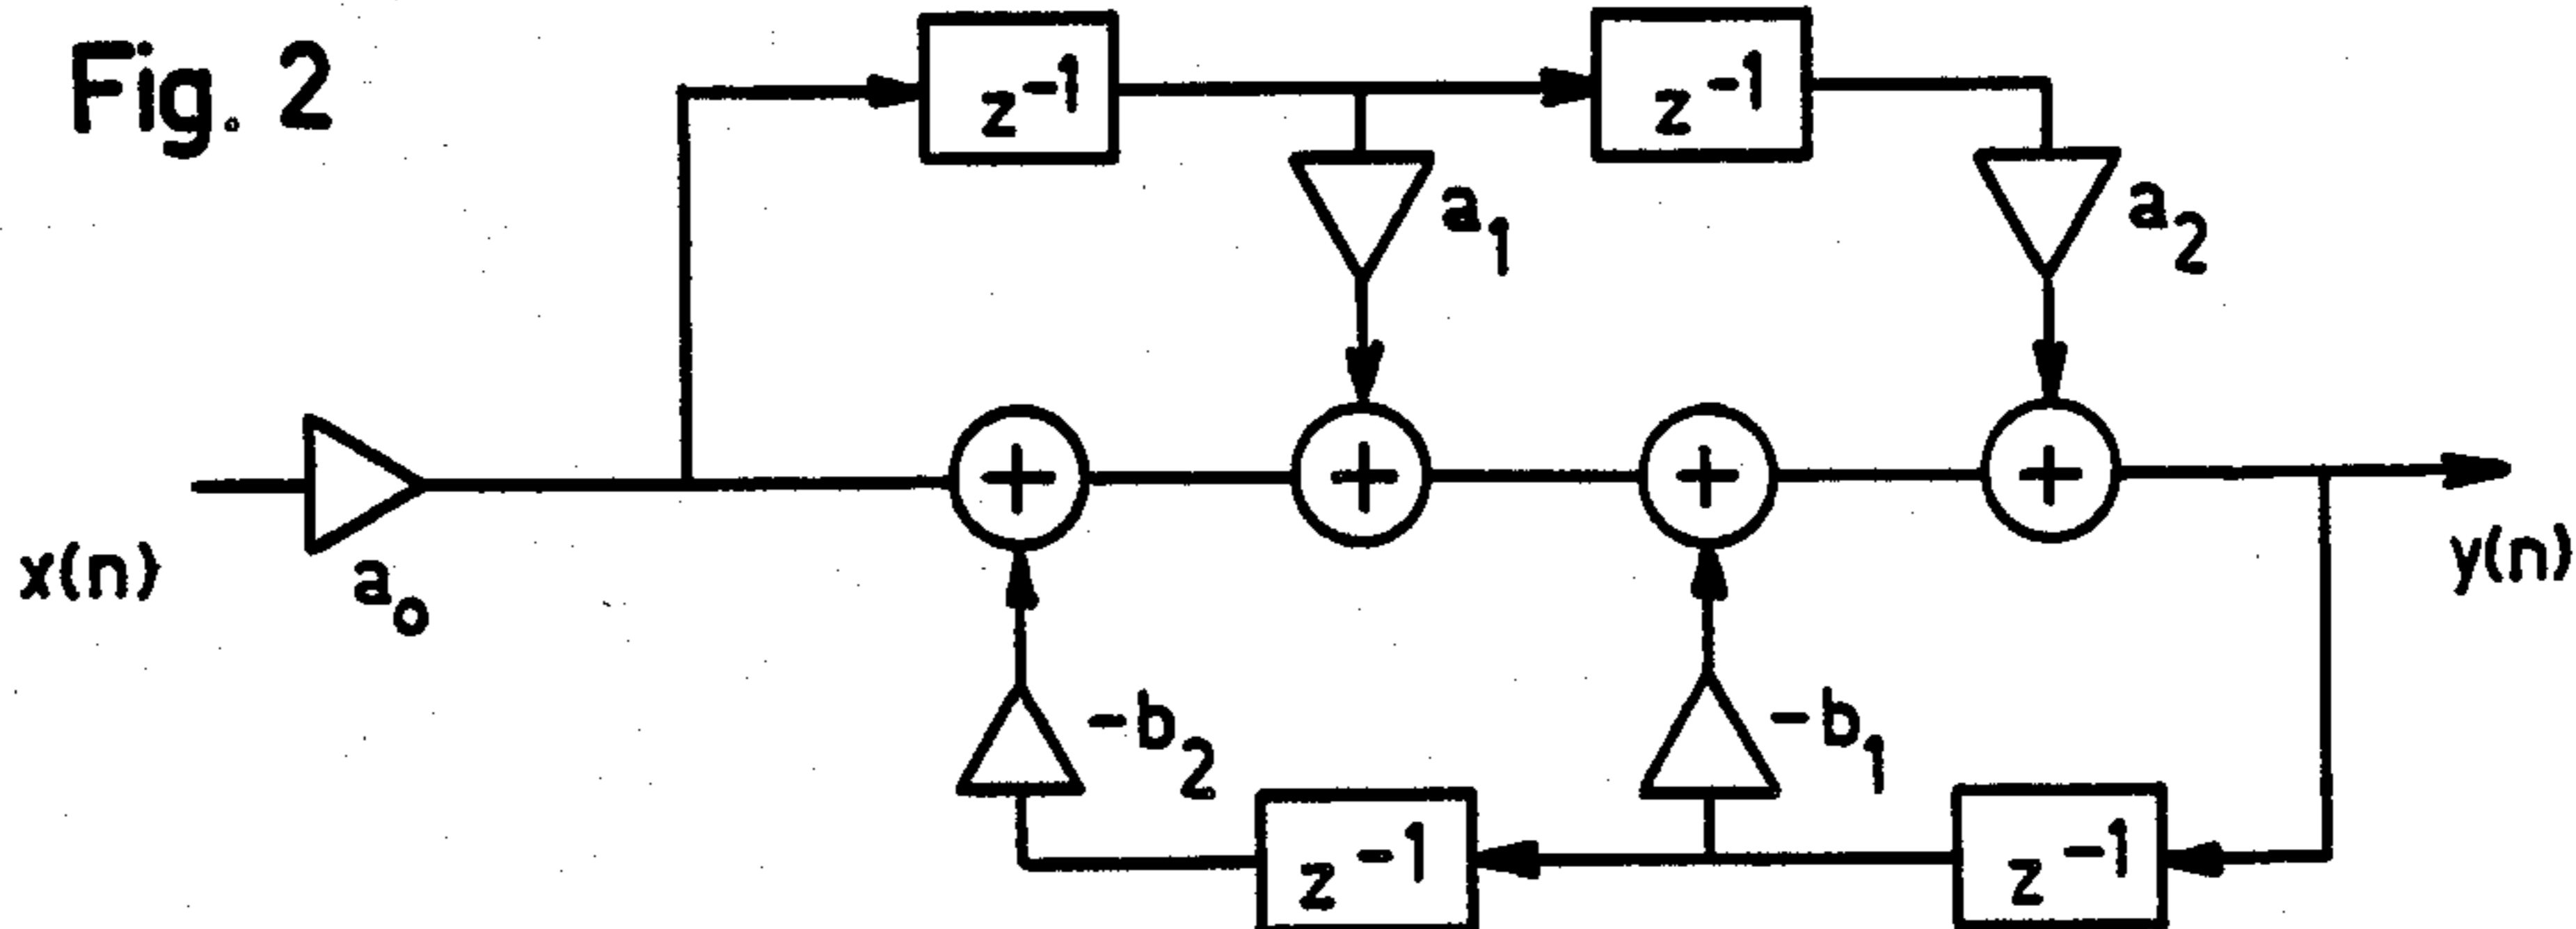 Fig. 2
z⁻¹
z⁻¹
a₁
a₂
+
+
+
+
x(n)
a₀
y(n)
-b₂
-b₁
z⁻¹
z⁻¹